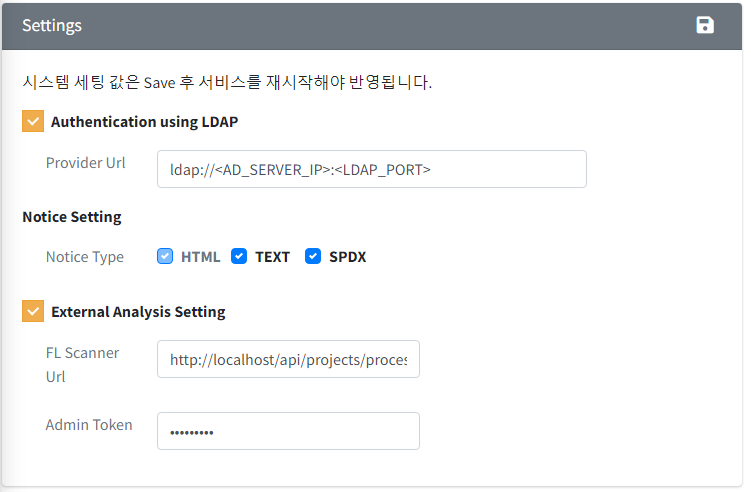 Settings
시스템 세팅 값은 Save 후 서비스를 재시작해야 반영됩니다.
Authentication using LDAP
Provider Url
ldap://<AD_SERVER_IP>:<LDAP_PORT>
Notice Setting
Notice Type HTML TEXT SPDX
External Analysis Setting
FL Scanner
Url
http://localhost/api/projects/proces
Admin Token
•••••••••